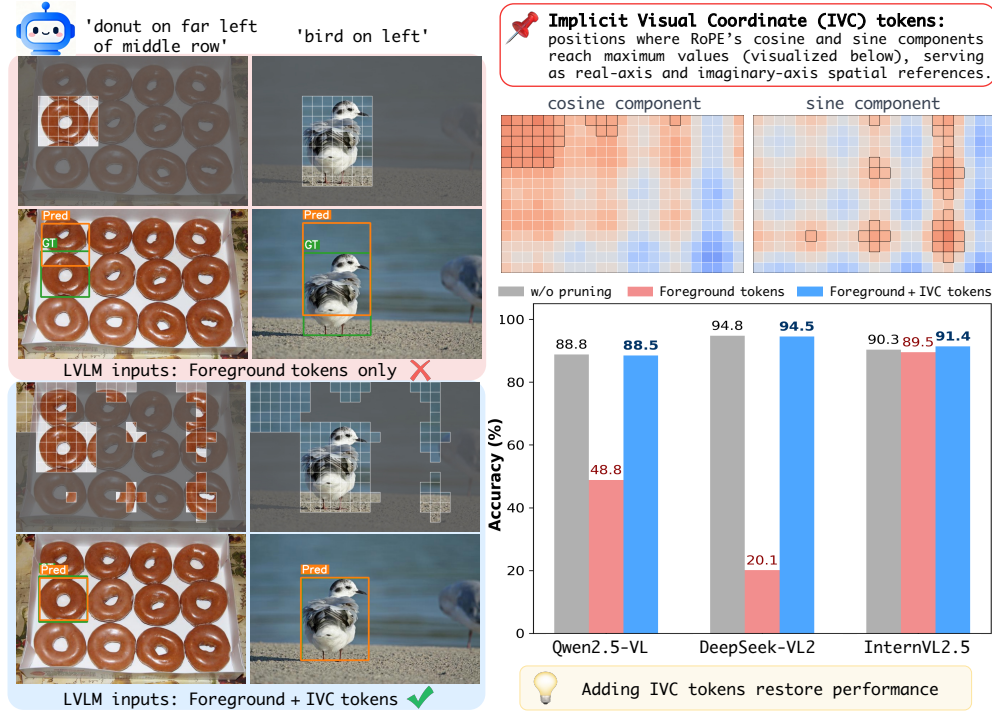 'donut on far left
of middle row'
'bird on left'
Pred
GT
Pred
GT
LVLM inputs: Foreground tokens only
Pred
Pred
LVLM inputs: Foreground + IVC tokens
Implicit Visual Coordinate (IVC) tokens:
positions where RoPE's cosine and sine components
reach maximum values (visualized below), serving
as real-axis and imaginary-axis spatial references.
cosine component
sine component
w/o pruning
Foreground tokens
Foreground + IVC tokens
Accuracy (%)
100
80
60
40
20
0
88.8
48.8
88.5
94.8
20.1
94.5
90.3
89.5
91.4
Qwen2.5-VL
DeepSeek-VL2
InternVL2.5
Adding IVC tokens restore performance